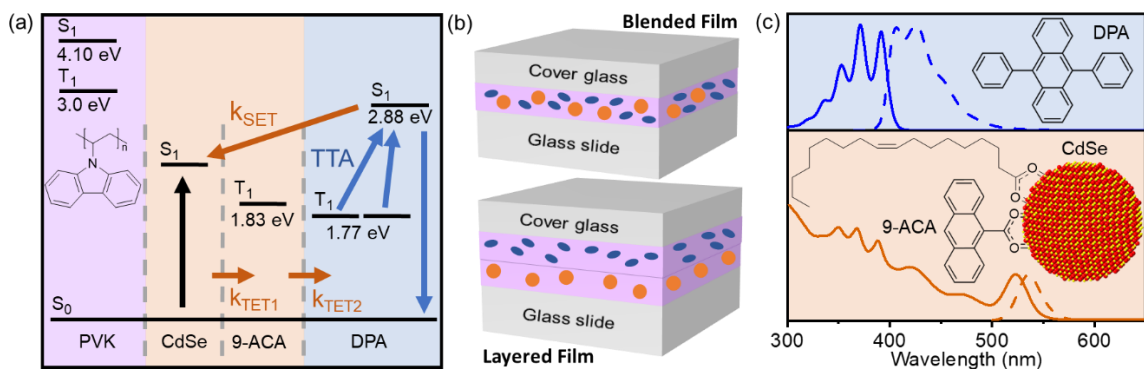 (a)
S1
4.10 eV
T1
3.0 eV
n
N
S0
PVK
S1
CdSe
kSET
T1
1.83 eV
kTET1
9-ACA
S1
2.88 eV
TTA
T1
1.77 eV
kTET2
DPA
(b)
Blended Film
Cover glass
Glass slide
Cover glass
Glass slide
Layered Film
(c)
DPA
CdSe
O
O
9-ACA
O
O
300 400 500 600
Wavelength (nm)